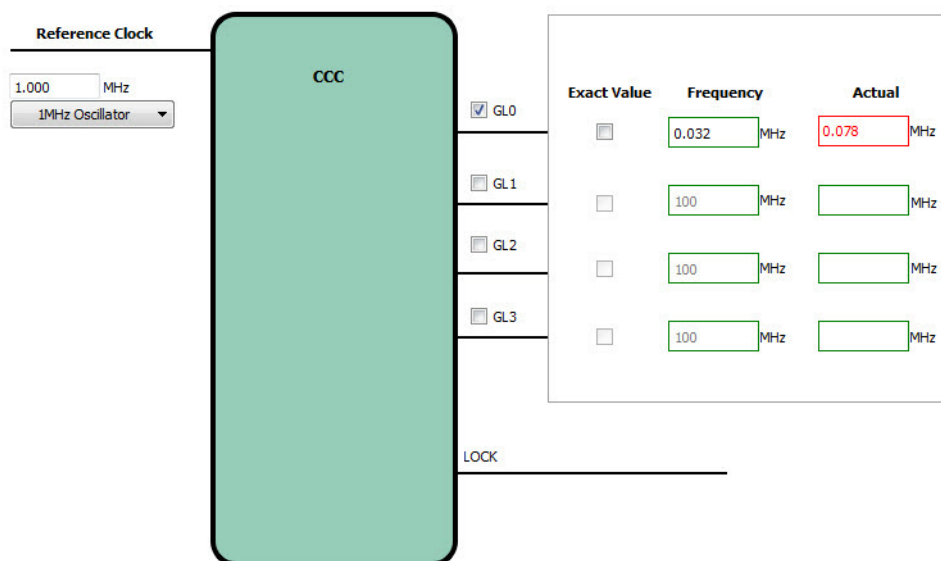 Reference Clock
1.000 MHz
1MHz Oscillator
CCC
Exact Value Frequency Actual
GL0
0.032 MHz 0.078 MHz
GL1
100 MHz MHz
GL2
100 MHz MHz
GL3
100 MHz MHz
LOCK